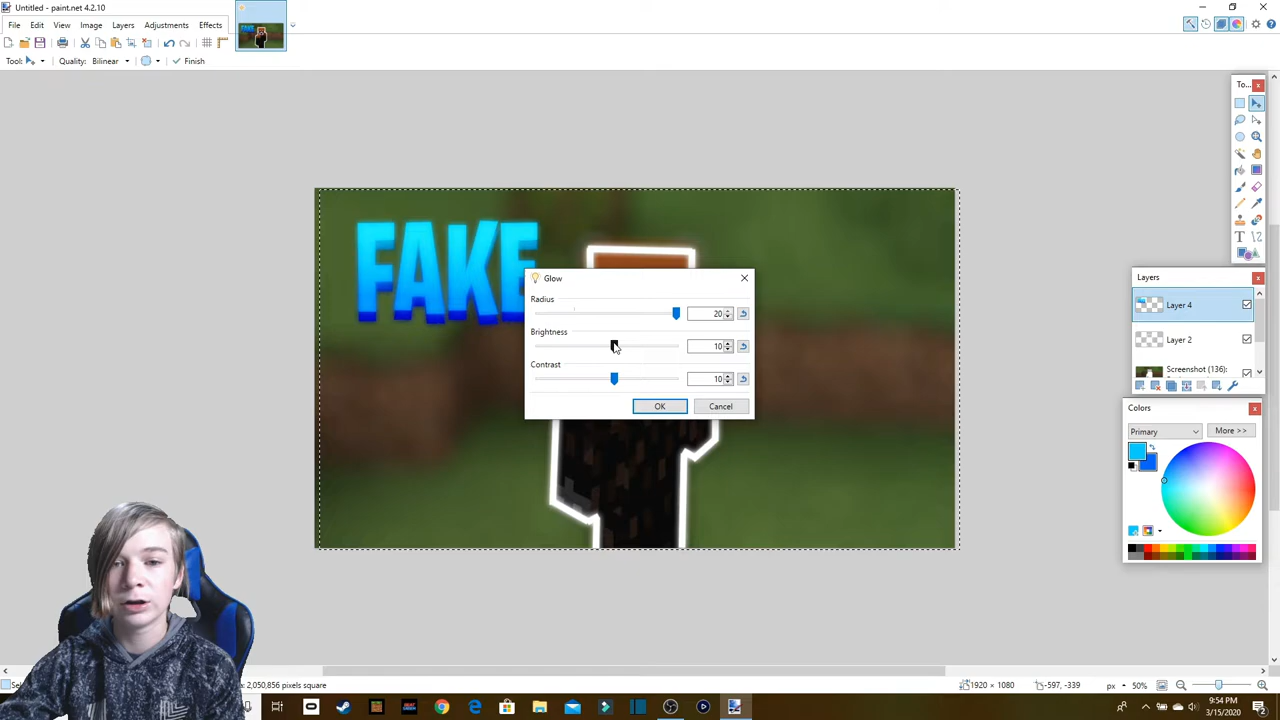 Untitled - paint.net 4.2.10
File Edit View Image Layers Adjustments Effects
Tool: Quality: Bilinear Finish
To...
FAKE
Glow
Radius
20
Brightness
10
Contrast
10
OK Cancel
Layers
Layer 4
Layer 2
Screenshot (136):
Colors
Primary More >>
2,050,856 pixels square
1920 × 1080
-597, -339
px
50%
9:54 PM
3/15/2020